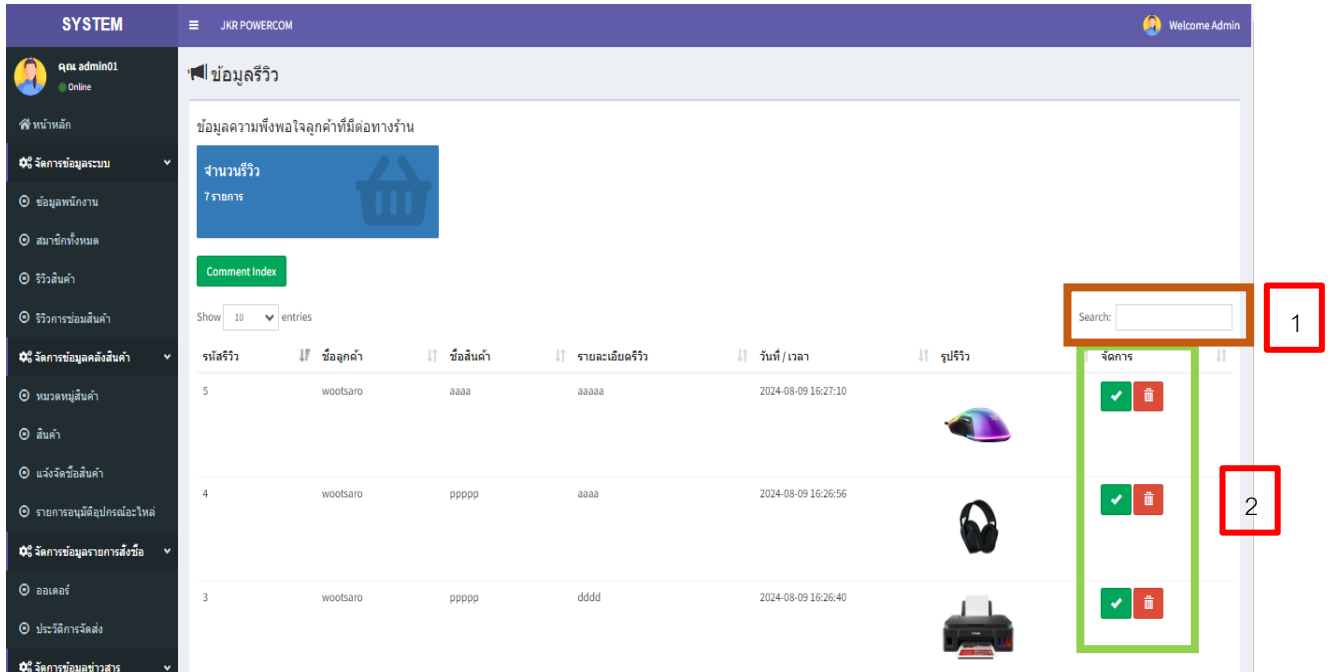 SYSTEM
JKR POWERCOM
Welcome Admin
คุณ admin01
Online
หน้าหลัก
จัดการข้อมูลระบบ
ข้อมูลพนักงาน
สมาชิกทั้งหมด
รีวิวสินค้า
รีวิวการซ่อมสินค้า
จัดการข้อมูลคลังสินค้า
หมวดหมู่สินค้า
สินค้า
แจ้งจัดซื้อสินค้า
รายการอนุมัติอุปกรณ์อะไหล่
จัดการข้อมูลรายการสั่งซื้อ
ออเดอร์
ประวัติการจัดส่ง
จัดการข้อมูลข่าวสาร
ข้อมูลรีวิว
ข้อมูลความพึงพอใจลูกค้าที่มีต่อทางร้าน
จำนวนรีวิว
7 รายการ
Comment Index
Show 10 entries
Search:
1
รหัสรีวิว ชื่อลูกค้า ชื่อสินค้า รายละเอียดรีวิว วันที่ / เวลา รูปรีวิว จัดการ
5 wootsaro aaaa aaaaa 2024-08-09 16:27:10
4 wootsaro ppppp aaaa 2024-08-09 16:26:56
2
3 wootsaro ppppp dddd 2024-08-09 16:26:40